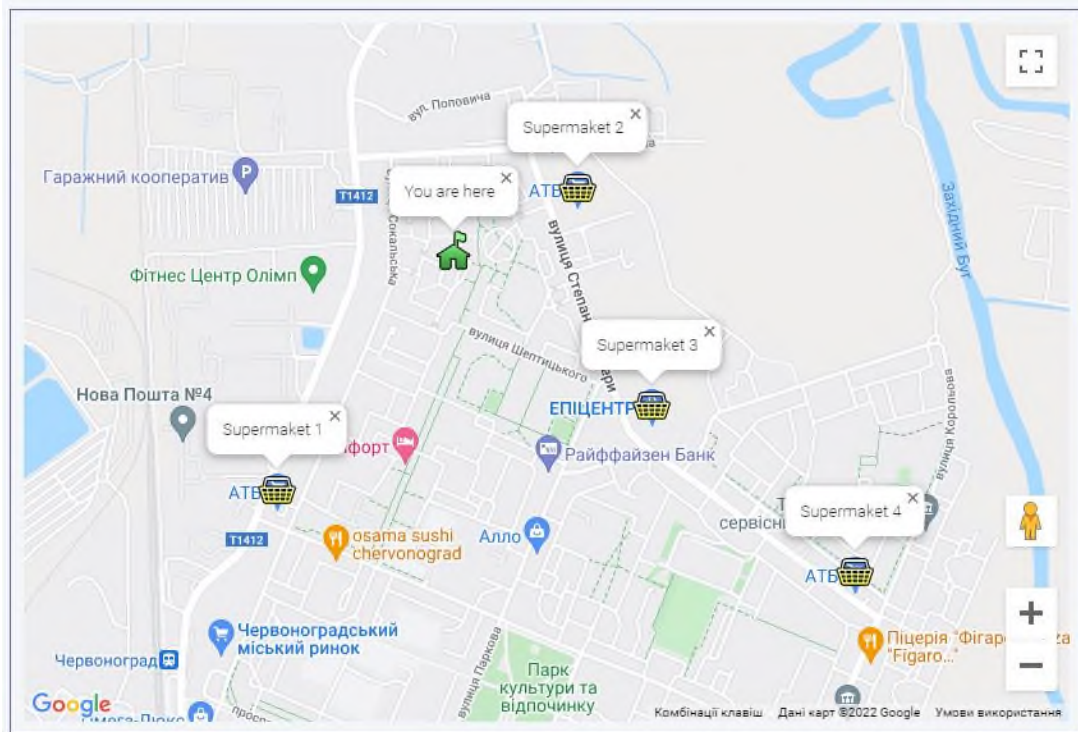 вул. Поповича
Supermaket 2
Гаражний кооператив
P
T1412
You are here
АТБ
Сокальська
вулиця Степан
Західний Буг
Фітнес Центр Олімп
вулиця Шептицького
Supermaket 3
Нова Пошта №4
ЕПІЦЕНТР
вулиця Корольова
Supermaket 1
Райффайзен Банк
АТБ
Supermaket 4
T1412
osama sushi
chervonograd
Алло
АТБ
Червоноградський
міський ринок
Червоноград
вулиця Паркова
Парк
культури та
відпочинку
Піцерія "Фігаро
"Figaro..."
Google
Комбінації клавіш
Дані карт ©2022 Google
Умови використання